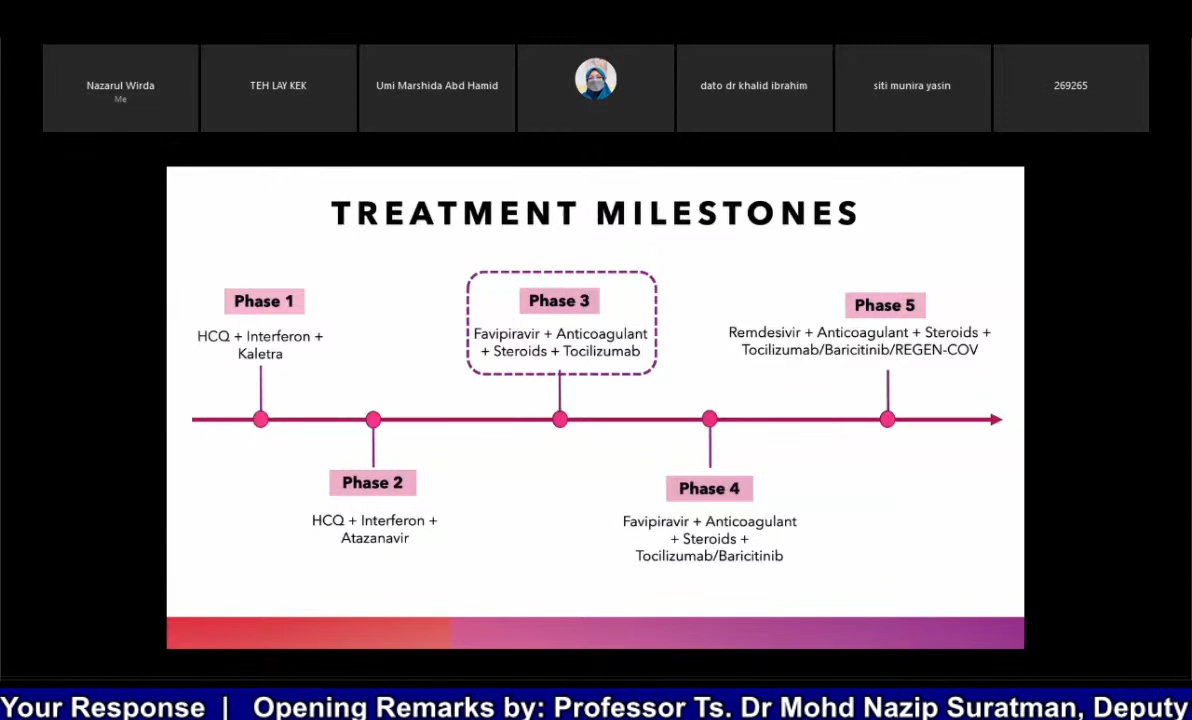 Nazarul Wirda
Me
TEH LAY KEK
Umi Marshida Abd Hamid
dato dr khalid ibrahim
siti munira yasin
269265
TREATMENT MILESTONES
Phase 1
HCQ + Interferon +
Kaletra
Phase 2
HCQ + Interferon +
Atazanavir
Phase 3
Favipiravir + Anticoagulant
+ Steroids + Tocilizumab
Phase 4
Favipiravir + Anticoagulant
+ Steroids +
Tocilizumab/Baricitinib
Phase 5
Remdesivir + Anticoagulant + Steroids +
Tocilizumab/Baricitinib/REGEN-COV
Your Response | Opening Remarks by: Professor Ts. Dr Mohd Nazip Suratman, Deputy